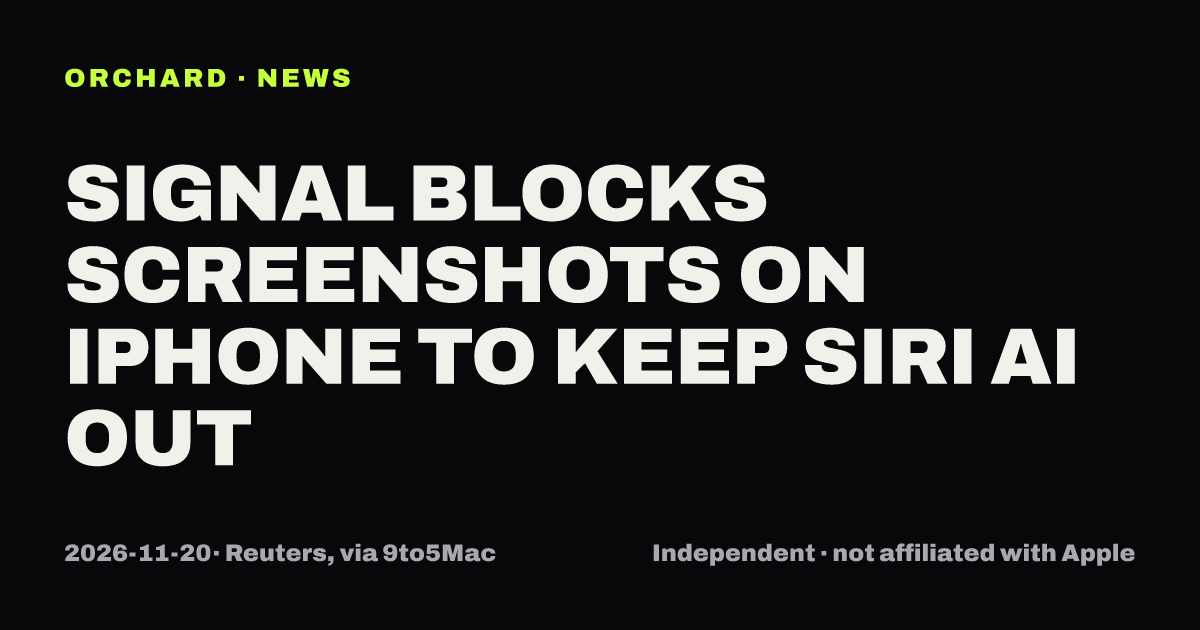 ORCHARD · NEWS
SIGNAL BLOCKS
SCREENSHOTS ON
IPHONE TO KEEP SIRI AI
OUT
2026-11-20· Reuters, via 9to5Mac
Independent · not affiliated with Apple